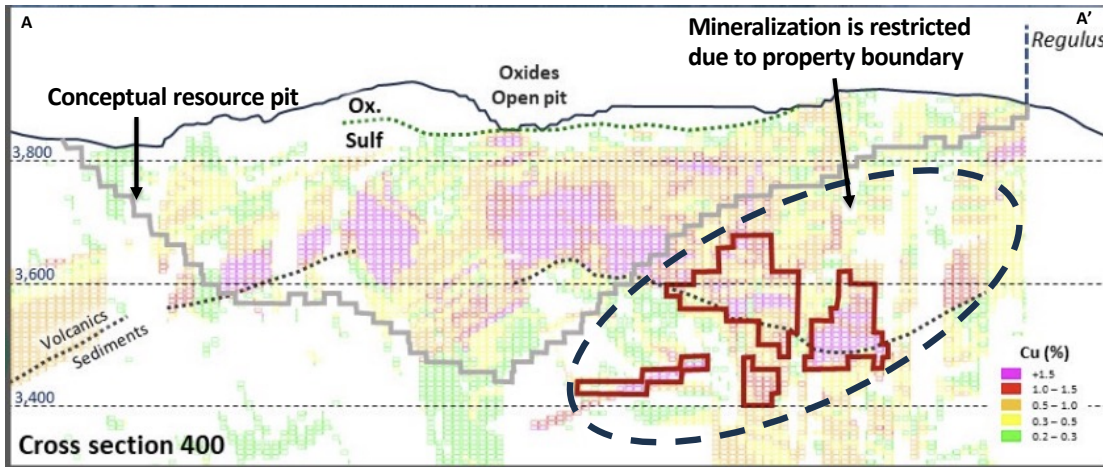 A
A'
Mineralization is restricted
due to property boundary
Regulus
Oxides
Open pit
Conceptual resource pit
Ox.
Sulf
3,800
3,600
Volcanics
Sediments
3,400
Cu (%)
+1.5
1.0 – 1.5
0.5 – 1.0
0.3 – 0.5
0.2 – 0.3
Cross section 400